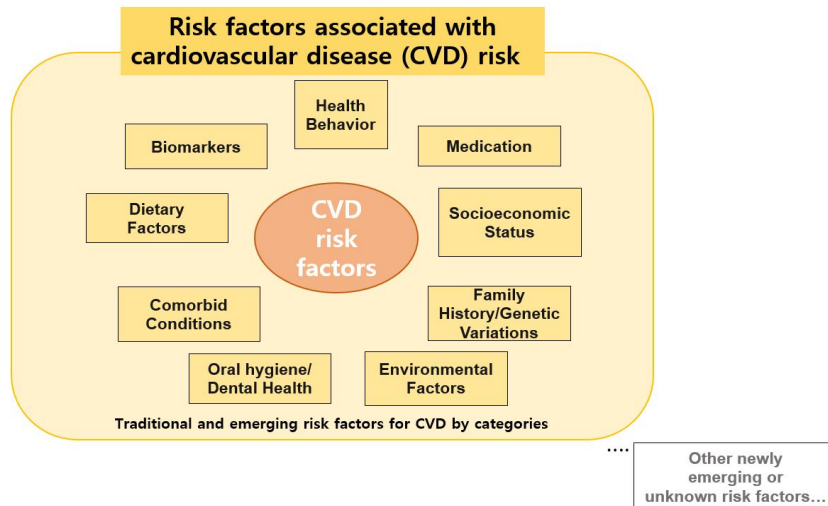 Risk factors associated with
cardiovascular disease (CVD) risk
Health
Behavior
Biomarkers
Medication
Dietary
Factors
CVD
risk
factors
Socioeconomic
Status
Comorbid
Conditions
Family
History/Genetic
Variations
Oral hygiene/
Dental Health
Environmental
Factors
Traditional and emerging risk factors for CVD by categories
....
Other newly
emerging or
unknown risk factors...